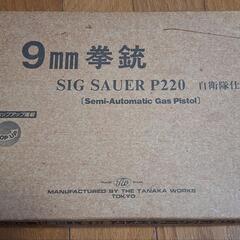 9mm 拳銃
SIG SAUER P220 自衛隊仕
[Semi-Automatic Gas Pistol]
MANUFACTURED BY THE TANAKA WORKS
TOKYO